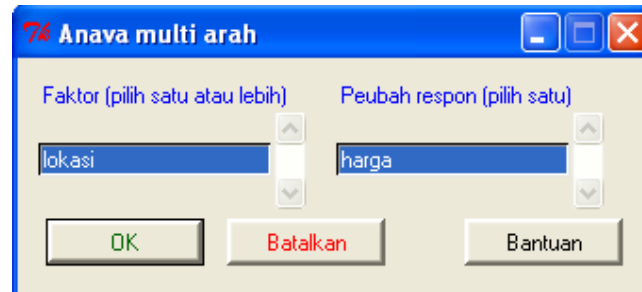 Anava multi arah
Faktor (pilih satu atau lebih) Peubah respon (pilih satu)
lokasi harga
OK Batalkan Bantuan